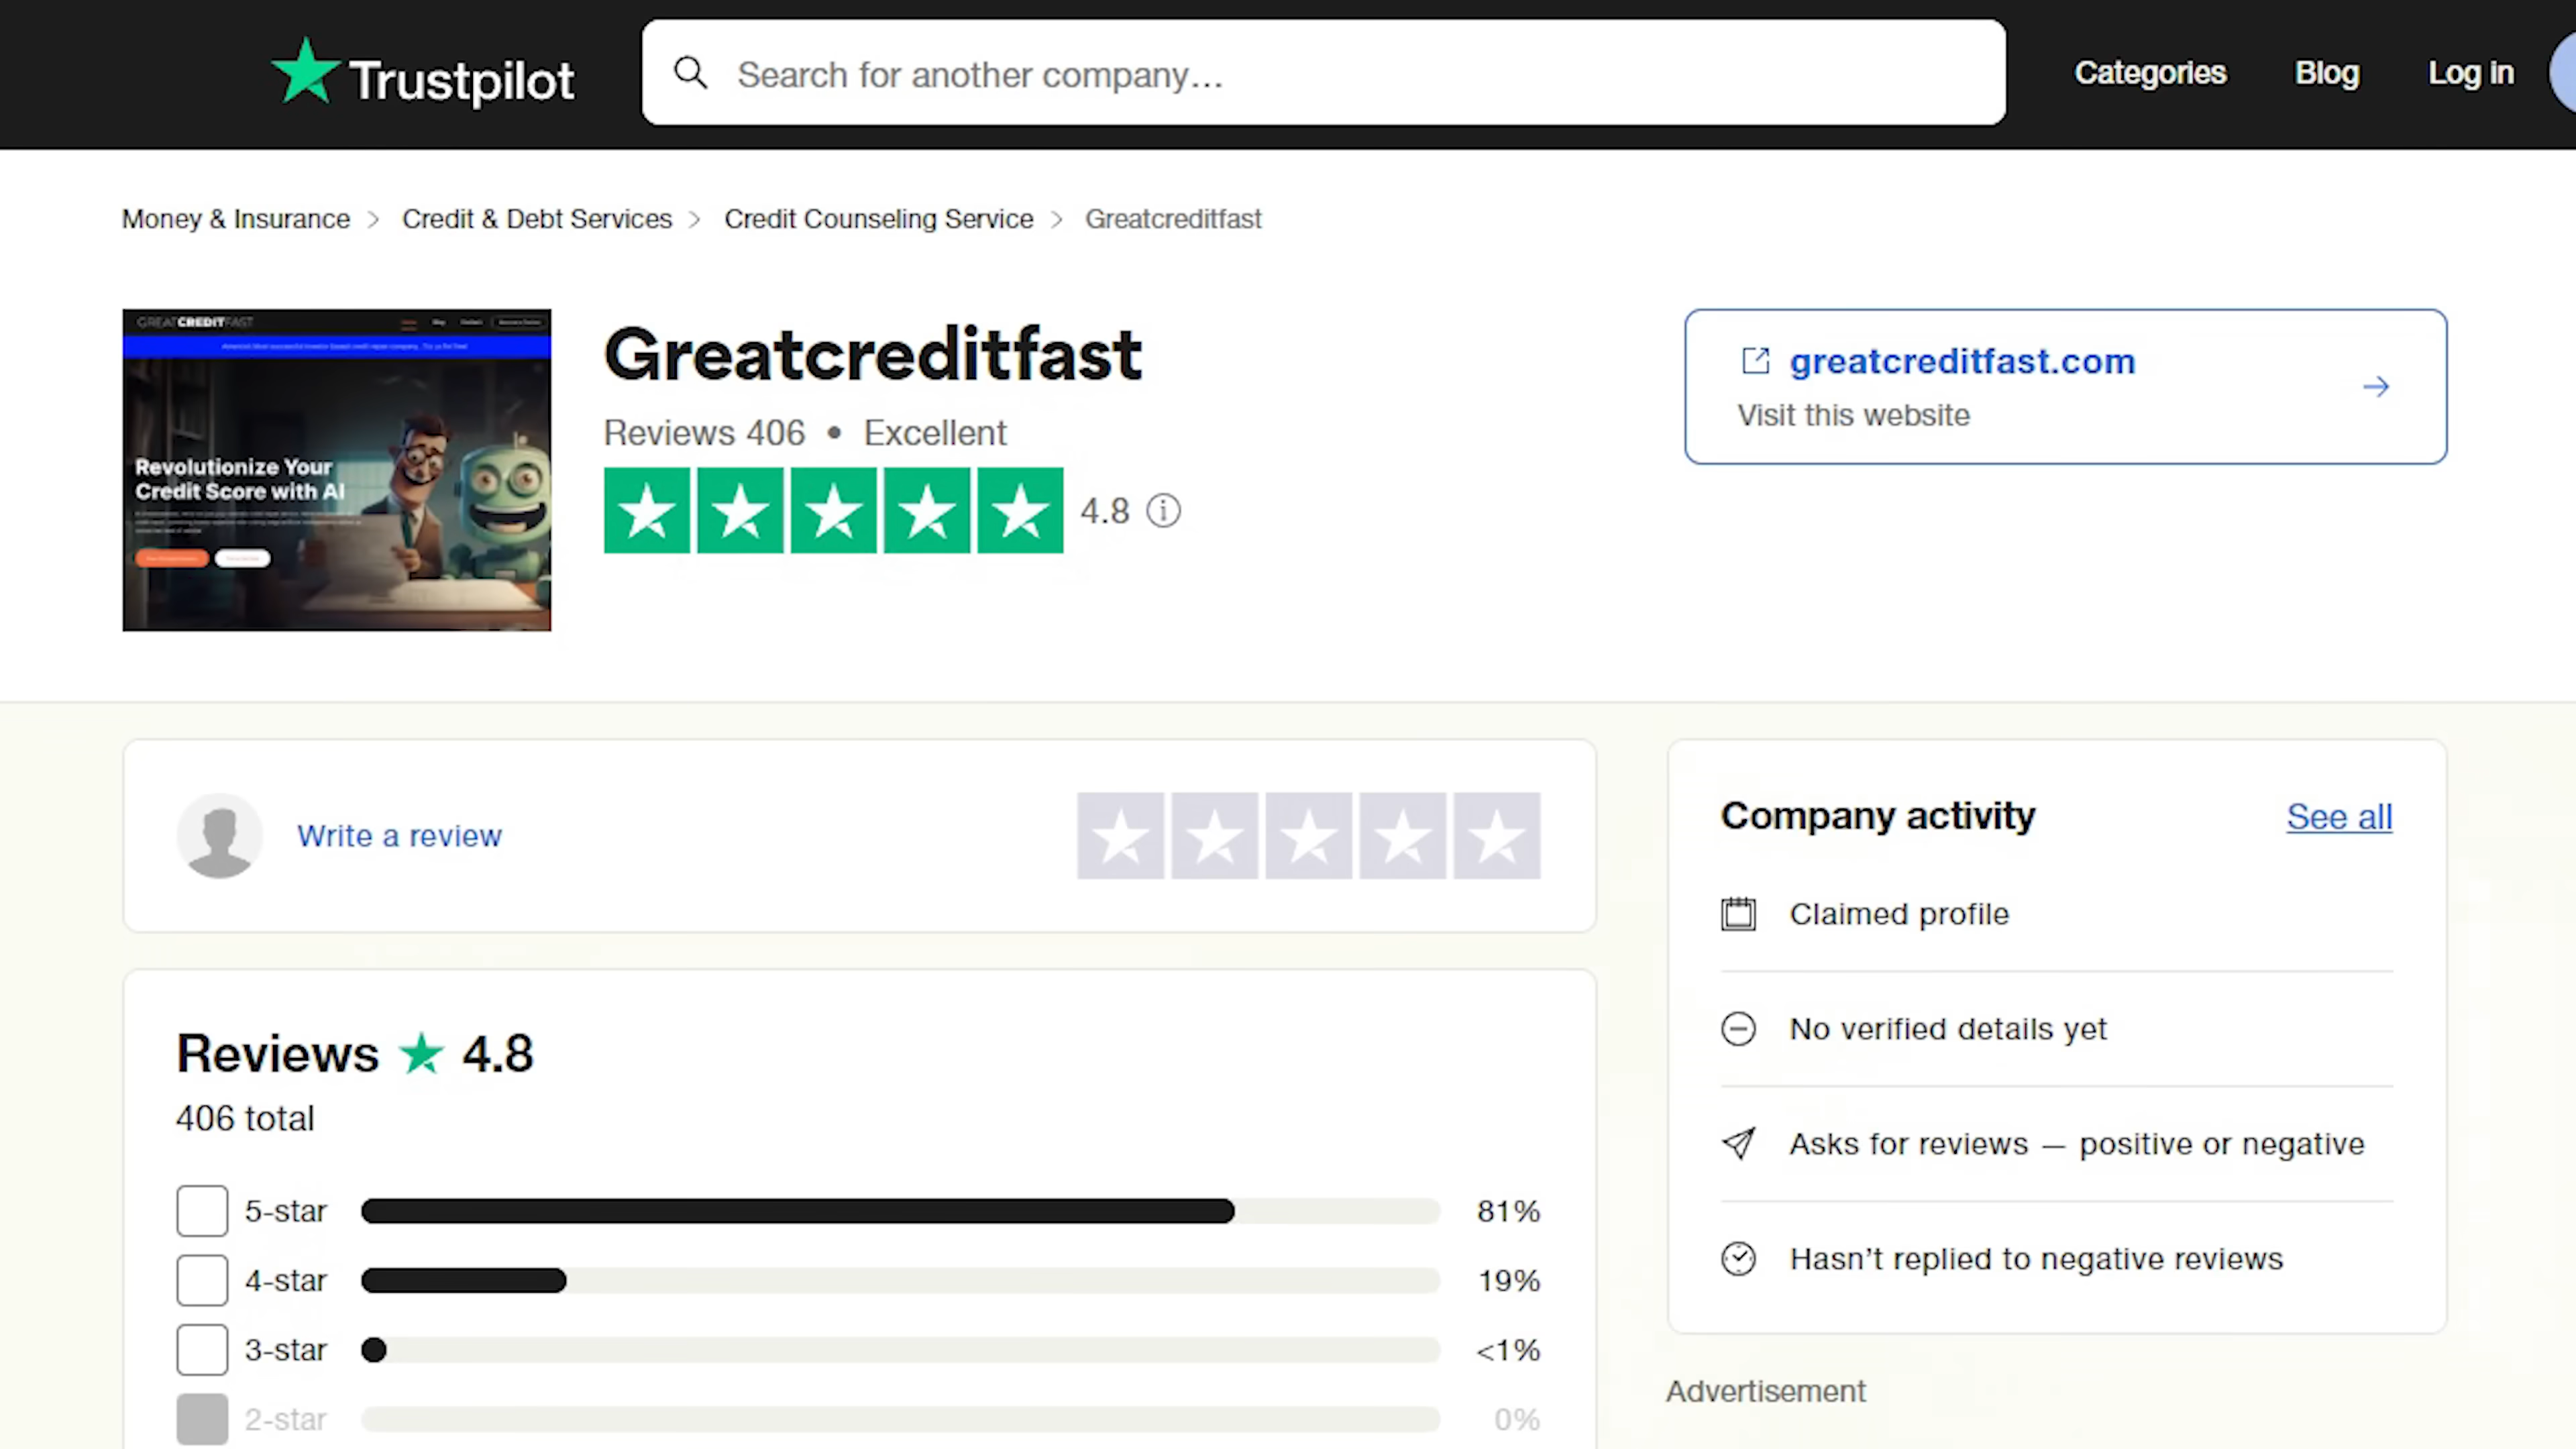 Trustpilot
Search for another company...
Categories
Blog
Log in
Money & Insurance > Credit & Debt Services > Credit Counseling Service > Greatcreditfast
GREATCREDITFAST
Revolutionize Your
Credit Score with AI
Greatcreditfast
Reviews 406 • Excellent
4.8
greatcreditfast.com
Visit this website
Write a review
Company activity
See all
Claimed profile
No verified details yet
Asks for reviews — positive or negative
Hasn't replied to negative reviews
Advertisement
Reviews 4.8
406 total
5-star 81%
4-star 19%
3-star <1%
2-star 0%